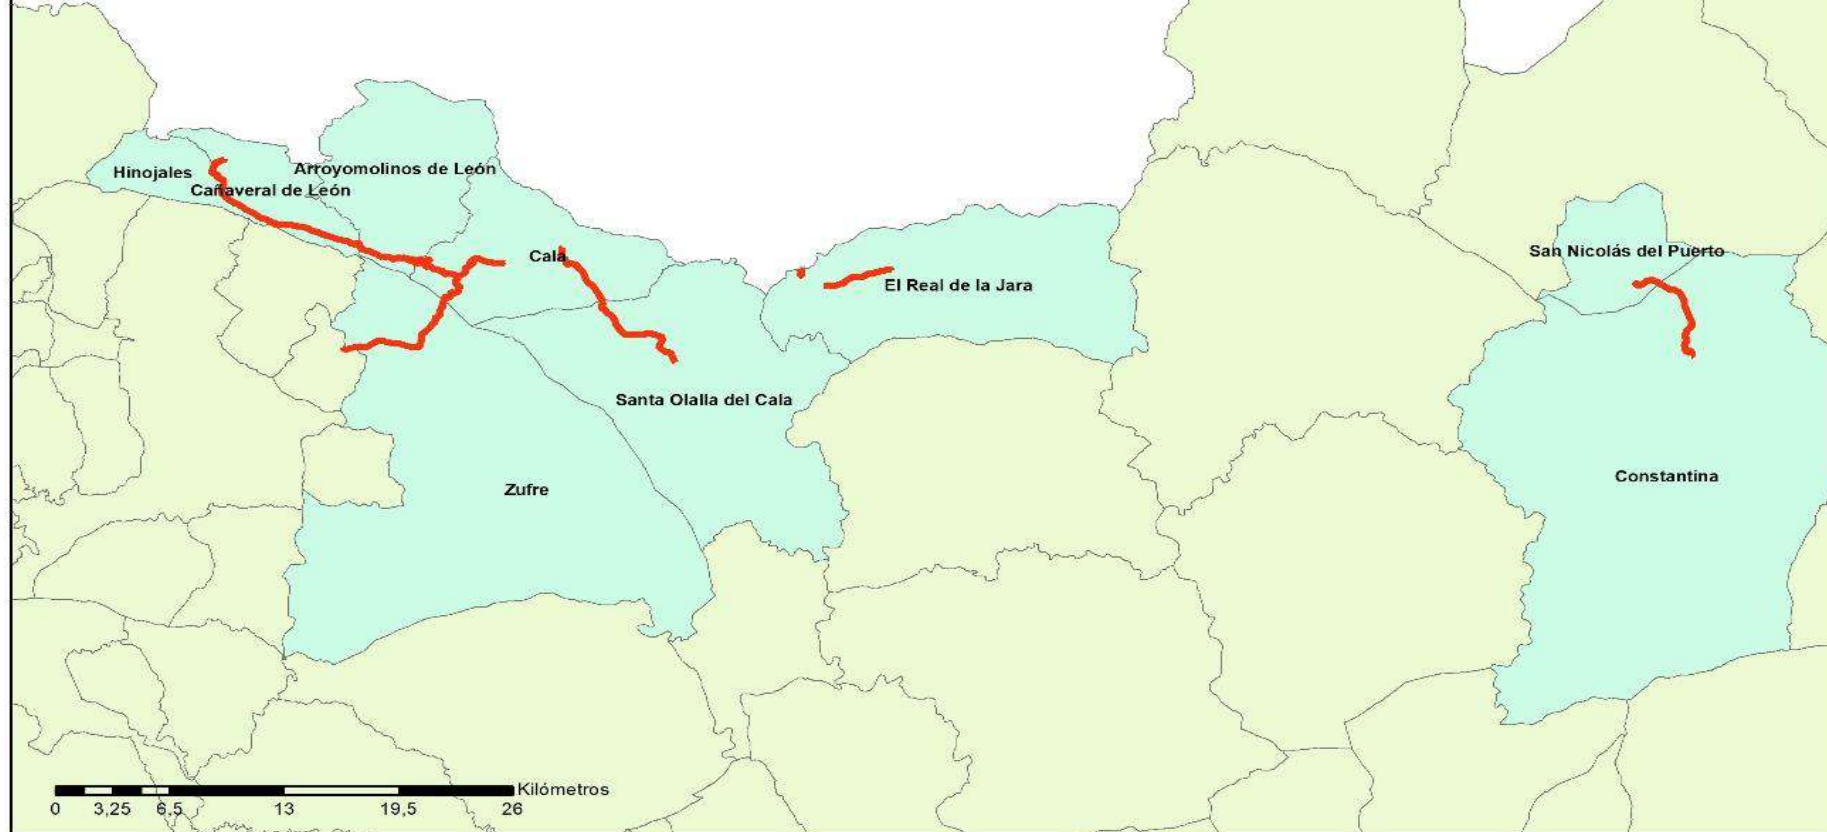 Arroyomolinos de León
Hinojales
Cañaveral de León
San Nicolás del Puerto
Cala
El Real de la Jara
Santa Olalla del Cala
Constantina
Zufre
Kilómetros
0 3,25 6,5 13 19,5 26